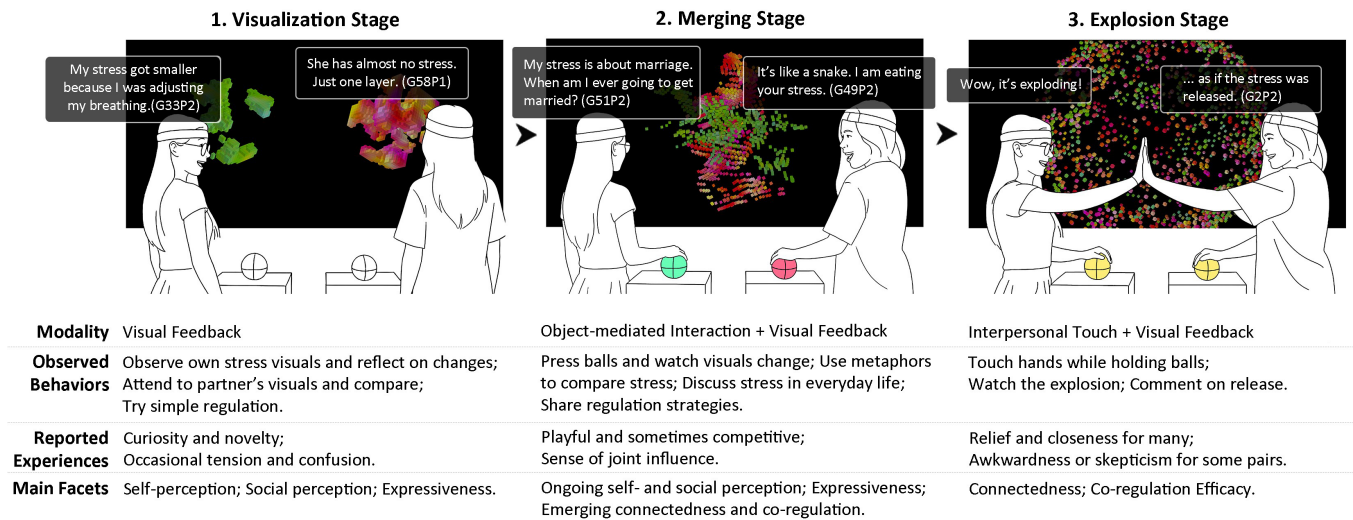 1. Visualization Stage
My stress got smaller
because I was adjusting
my breathing.(G33P2)
She has almost no stress.
Just one layer. (G58P1)
2. Merging Stage
My stress is about marriage.
When am I ever going to get
married? (G51P2)
It's like a snake. I am eating
your stress. (G49P2)
3. Explosion Stage
Wow, it's exploding!
... as if the stress was
released. (G2P2)
Modality
Visual Feedback
Object-mediated Interaction + Visual Feedback
Interpersonal Touch + Visual Feedback
Observed
Behaviors
Observe own stress visuals and reflect on changes;
Attend to partner's visuals and compare;
Try simple regulation.
Press balls and watch visuals change; Use metaphors
to compare stress; Discuss stress in everyday life;
Share regulation strategies.
Touch hands while holding balls;
Watch the explosion; Comment on release.
Reported
Experiences
Curiosity and novelty;
Occasional tension and confusion.
Playful and sometimes competitive;
Sense of joint influence.
Relief and closeness for many;
Awkwardness or skepticism for some pairs.
Main Facets
Self-perception; Social perception; Expressiveness.
Ongoing self- and social perception; Expressiveness;
Emerging connectedness and co-regulation.
Connectedness; Co-regulation Efficacy.